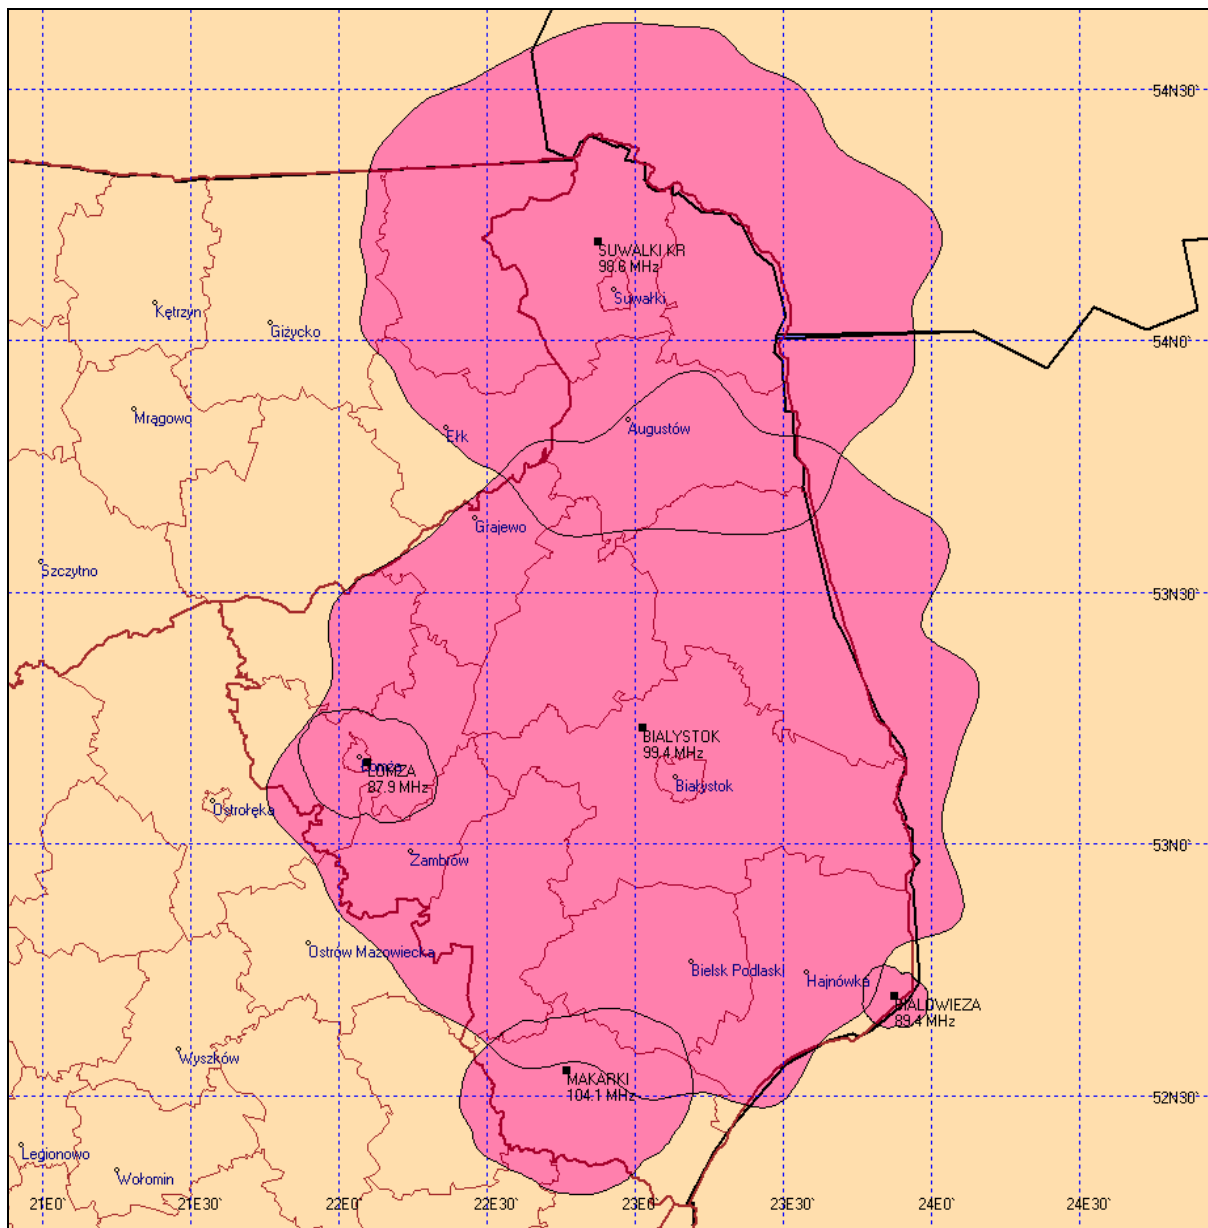 54N30'
SUWALKI KR
98.6 MHz
Suwałki
Kętrzyn
Giżycko
54N0'
Mrągowo
Ełk
Augustów
Grajewo
Szczytno
53N30'
BIALYSTOK
99.4 MHz
Łomża
LOMZA
87.9 MHz
Białystok
Ostrołęka
53N0'
Zambrów
Ostrów Mazowiecka
Bielsk Podlaski
Hajnówka
BIALOWIEZA
89.4 MHz
Wyszków
MAKARKI
104.1 MHz
52N30'
Legionowo
Wołomin
21E0' 21E30' 22E0' 22E30' 23E0' 23E30' 24E0' 24E30'